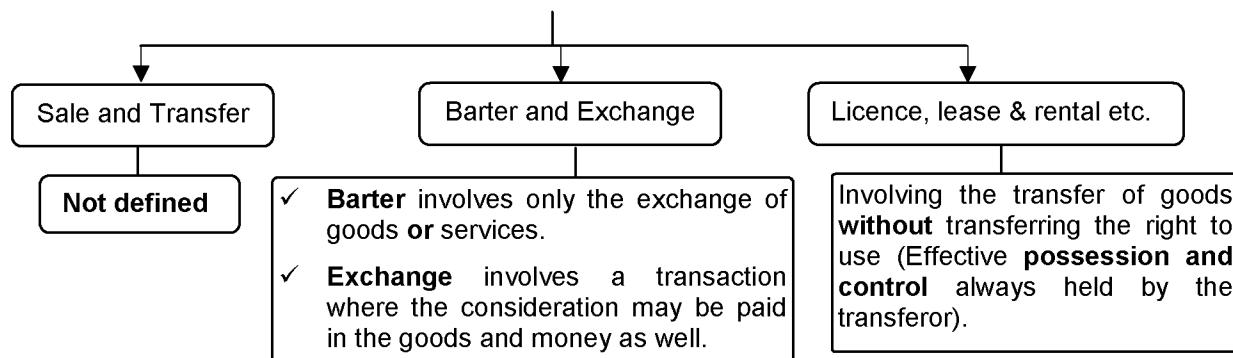 Sale and Transfer
Not defined
Barter and Exchange
✓ Barter involves only the exchange of
goods or services.
✓ Exchange involves a transaction
where the consideration may be paid
in the goods and money as well.
Licence, lease & rental etc.
Involving the transfer of goods
without transferring the right to
use (Effective possession and
control always held by the
transferor).